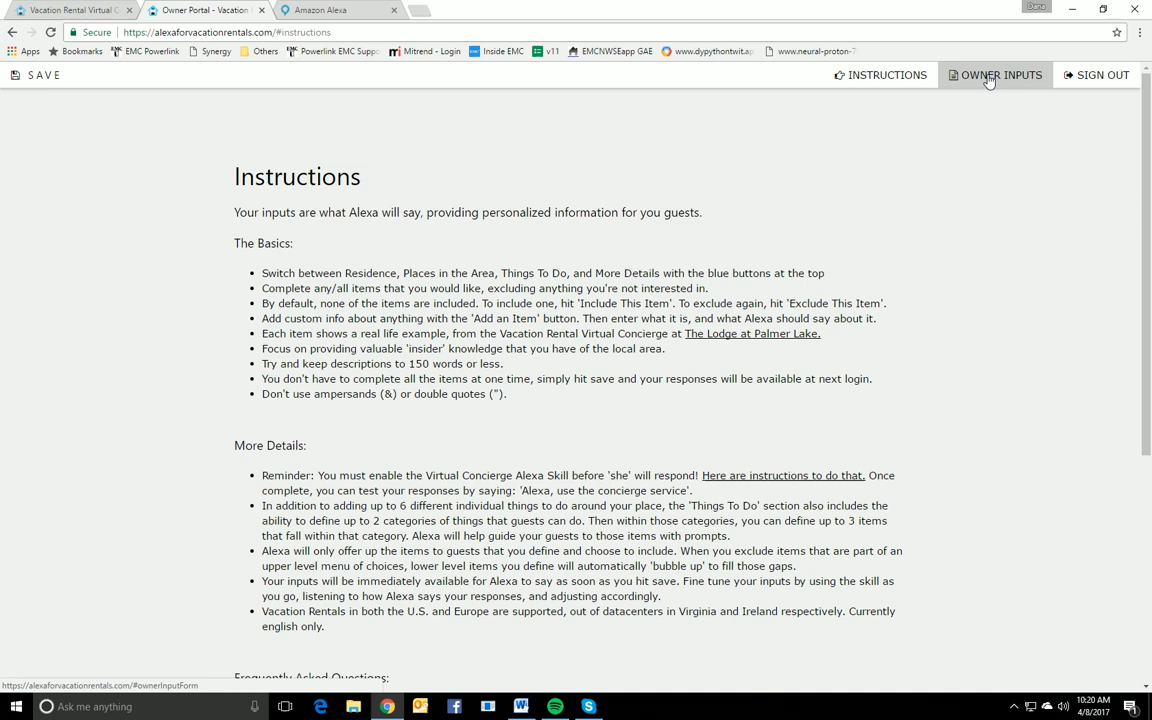 Vacation Rental Virtual C
Owner Portal - Vacation
Amazon Alexa
Dana
Secure https://alexaforvacationrentals.com/#instructions
Apps Bookmarks EMC Powerlink Synergy Others Powerlink EMC Suppo Mitrend - Login Inside EMC v11 EMCNWSEapp GAE www.dypythontwit.ap www.neural-proton-7
SAVE
INSTRUCTIONS
OWNER INPUTS
SIGN OUT
Instructions
Your inputs are what Alexa will say, providing personalized information for you guests.
The Basics:
• Switch between Residence, Places in the Area, Things To Do, and More Details with the blue buttons at the top
• Complete any/all items that you would like, excluding anything you're not interested in.
• By default, none of the items are included. To include one, hit 'Include This Item'. To exclude again, hit 'Exclude This Item'.
• Add custom info about anything with the 'Add an Item' button. Then enter what it is, and what Alexa should say about it.
• Each item shows a real life example, from the Vacation Rental Virtual Concierge at The Lodge at Palmer Lake.
• Focus on providing valuable 'insider' knowledge that you have of the local area.
• Try and keep descriptions to 150 words or less.
• You don't have to complete all the items at one time, simply hit save and your responses will be available at next login.
• Don't use ampersands (&) or double quotes (").
More Details:
• Reminder: You must enable the Virtual Concierge Alexa Skill before 'she' will respond! Here are instructions to do that. Once
complete, you can test your responses by saying: 'Alexa, use the concierge service'.
• In addition to adding up to 6 different individual things to do around your place, the 'Things To Do' section also includes the
ability to define up to 2 categories of things that guests can do. Then within those categories, you can define up to 3 items
that fall within that category. Alexa will help guide your guests to those items with prompts.
• Alexa will only offer up the items to guests that you define and choose to include. When you exclude items that are part of an
upper level menu of choices, lower level items you define will automatically 'bubble up' to fill those gaps.
• Your inputs will be immediately available for Alexa to say as soon as you hit save. Fine tune your inputs by using the skill as
you go, listening to how Alexa says your responses, and adjusting accordingly.
• Vacation Rentals in both the U.S. and Europe are supported, out of datacenters in Virginia and Ireland respectively. Currently
english only.
Frequently Asked Questions:
https://alexaforvacationrentals.com/#ownerInputForm
Ask me anything
10:20 AM
4/8/2017